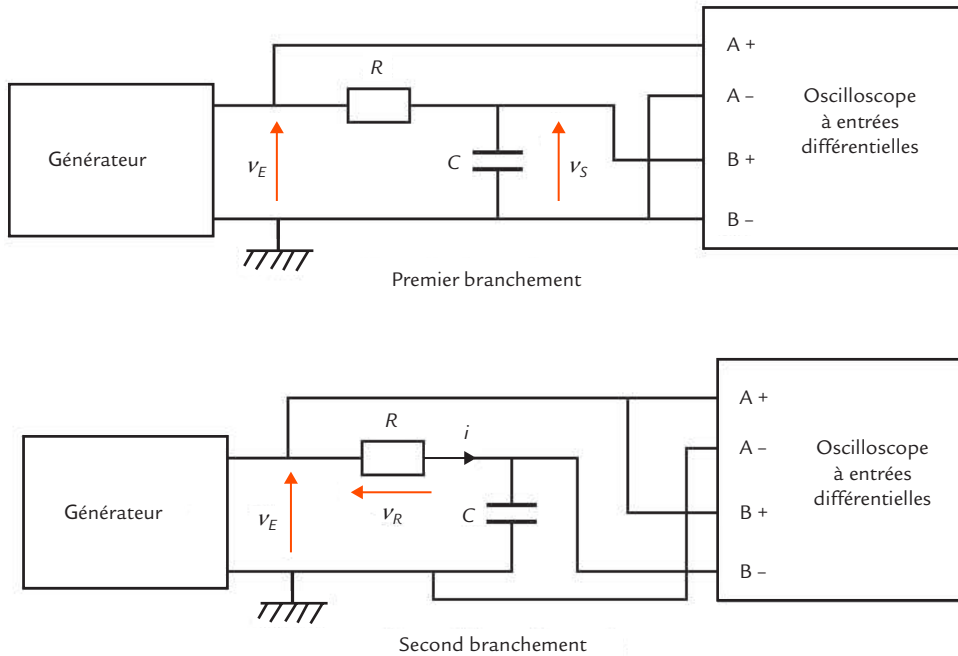 A +
R
A –
Oscilloscope
à entrées
différentielles
Générateur
C
B +
v_E
v_S
B –
Premier branchement
A +
R
i
A –
Oscilloscope
à entrées
différentielles
Générateur
v_E
v_R
C
B +
B –
Second branchement